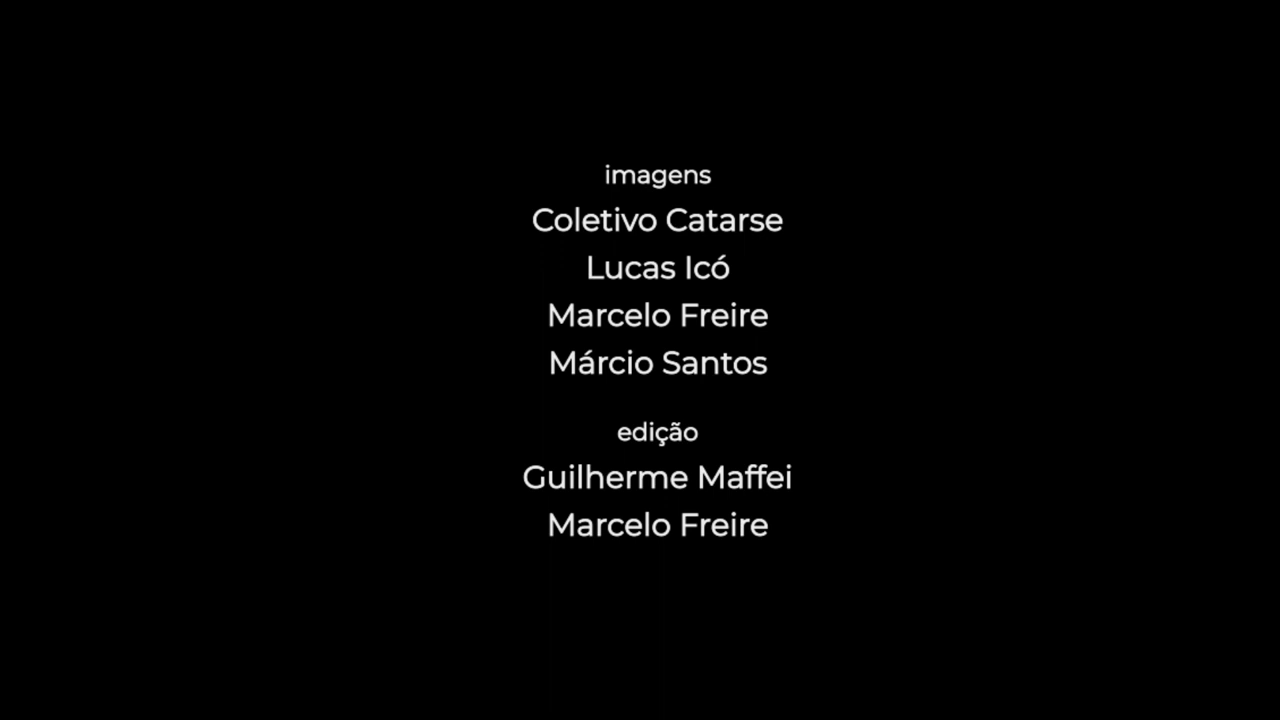 imagens
Coletivo Catarse
Lucas Icó
Marcelo Freire
Márcio Santos
edição
Guilherme Maffei
Marcelo Freire